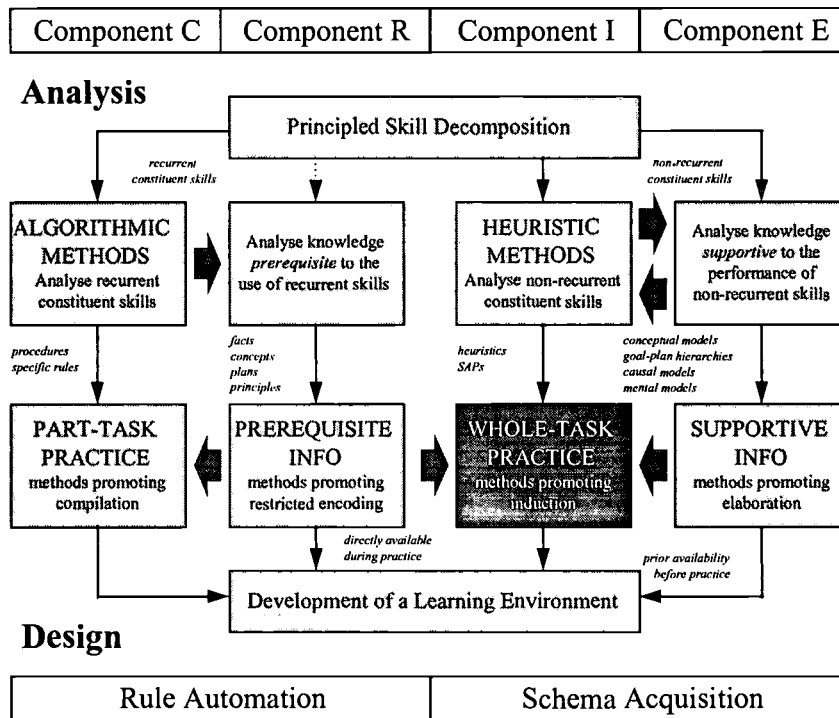 Component C
Component R
Component I
Component E
Analysis
Principled Skill Decomposition
recurrent
constituent skills
non-recurrent
constituent skills
ALGORITHMIC
METHODS
Analyse recurrent
constituent skills
Analyse knowledge
prerequisite to the
use of recurrent skills
HEURISTIC
METHODS
Analyse non-recurrent
constituent skills
Analyse knowledge
supportive to the
performance of
non-recurrent skills
procedures
specific rules
facts
concepts
plans
principles
heuristics
SAPs
conceptual models
goal-plan hierarchies
causal models
mental models
PART-TASK
PRACTICE
methods promoting
compilation
PREREQUISITE
INFO
methods promoting
restricted encoding
WHOLE-TASK
PRACTICE
methods promoting
induction
SUPPORTIVE
INFO
methods promoting
elaboration
directly available
during practice
prior availability
before practice
Development of a Learning Environment
Design
Rule Automation
Schema Acquisition